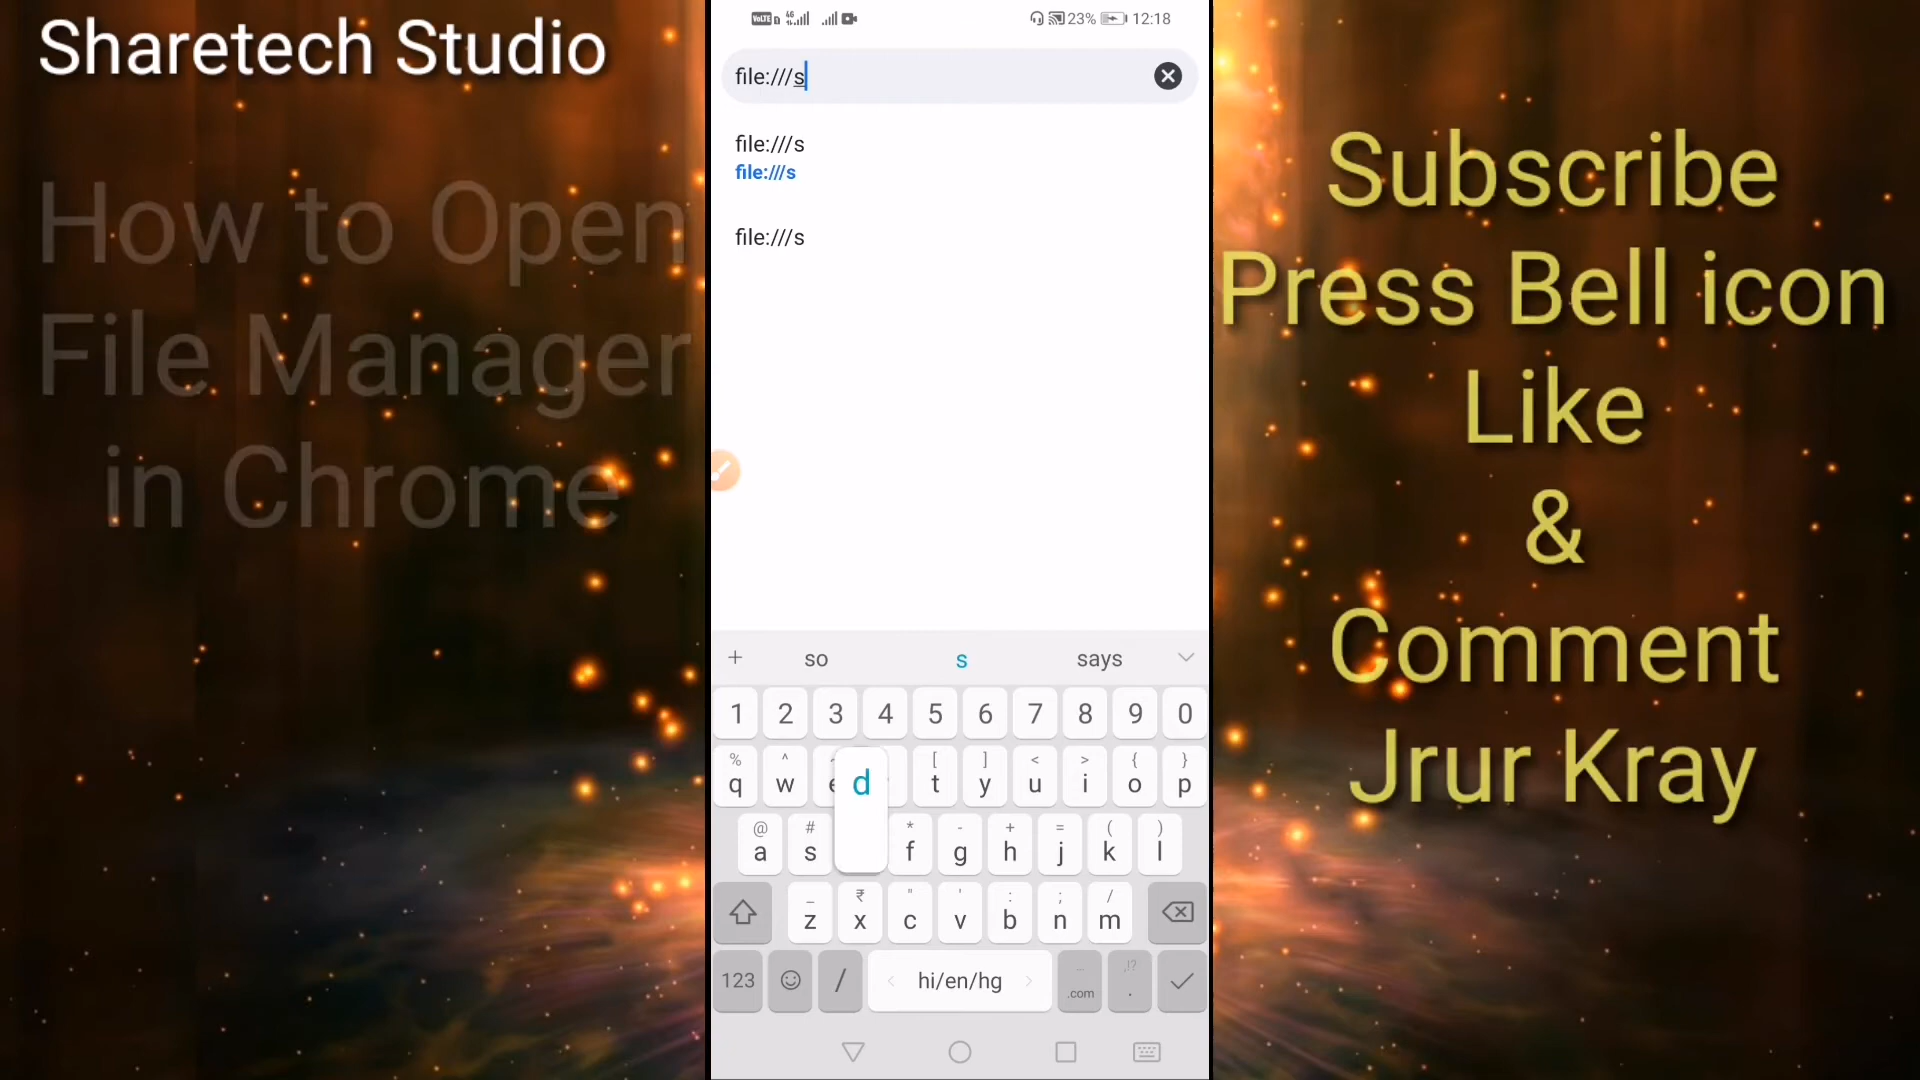 Sharetech Studio
How to Open
File Manager
in Chrome
VoLTE 4G 23% 12:18
file:///s
file:///s
file:///s
file:///s
+ so s says
1 2 3 4 5 6 7 8 9 0
% ^ [ ] < > { }
q w e d t y u i o p
@ # * - + = ( )
a s f g h j k l
_ ₹ " ' : ; /
z x c v b n m
123 / hi/en/hg .com ,!? .
Subscribe
Press Bell icon
Like
&
Comment
Jrur Kray